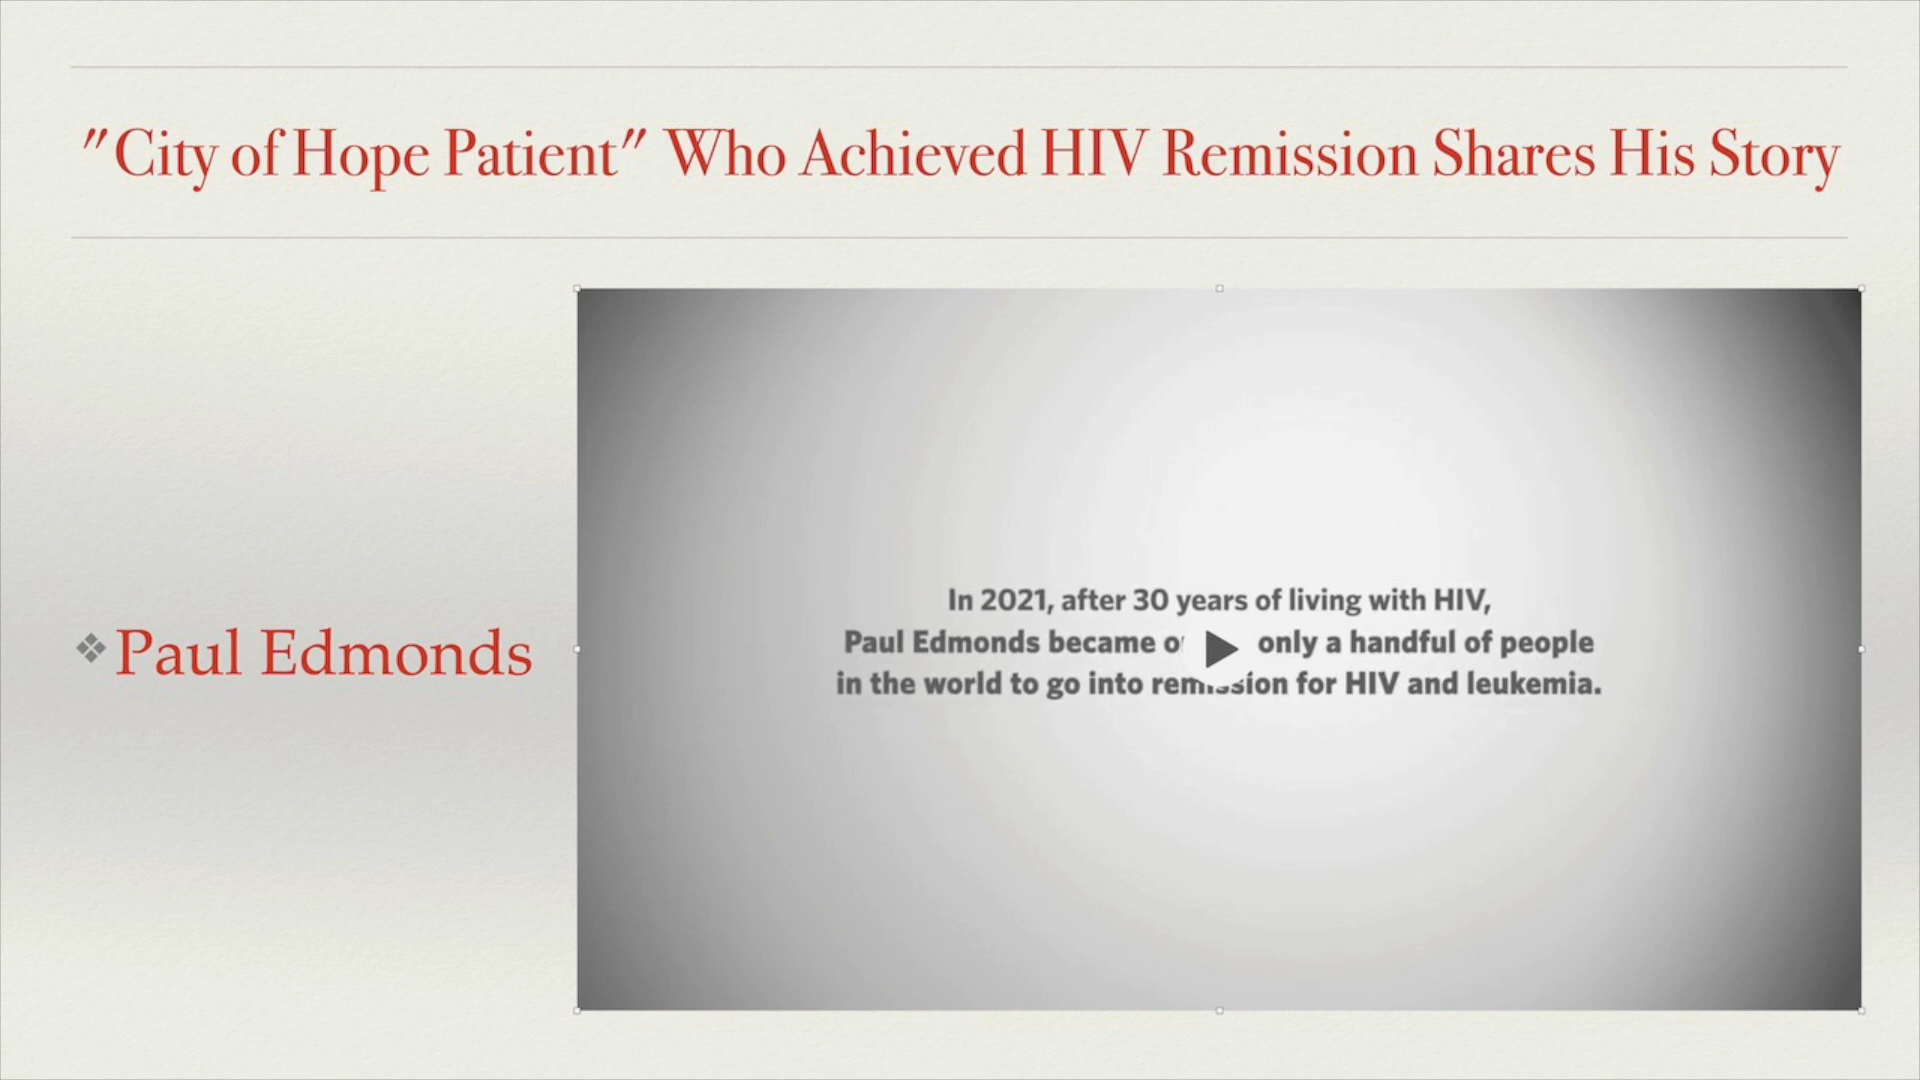 "City of Hope Patient" Who Achieved HIV Remission Shares His Story
Paul Edmonds
In 2021, after 30 years of living with HIV,
Paul Edmonds became only a handful of people
in the world to go into remission for HIV and leukemia.